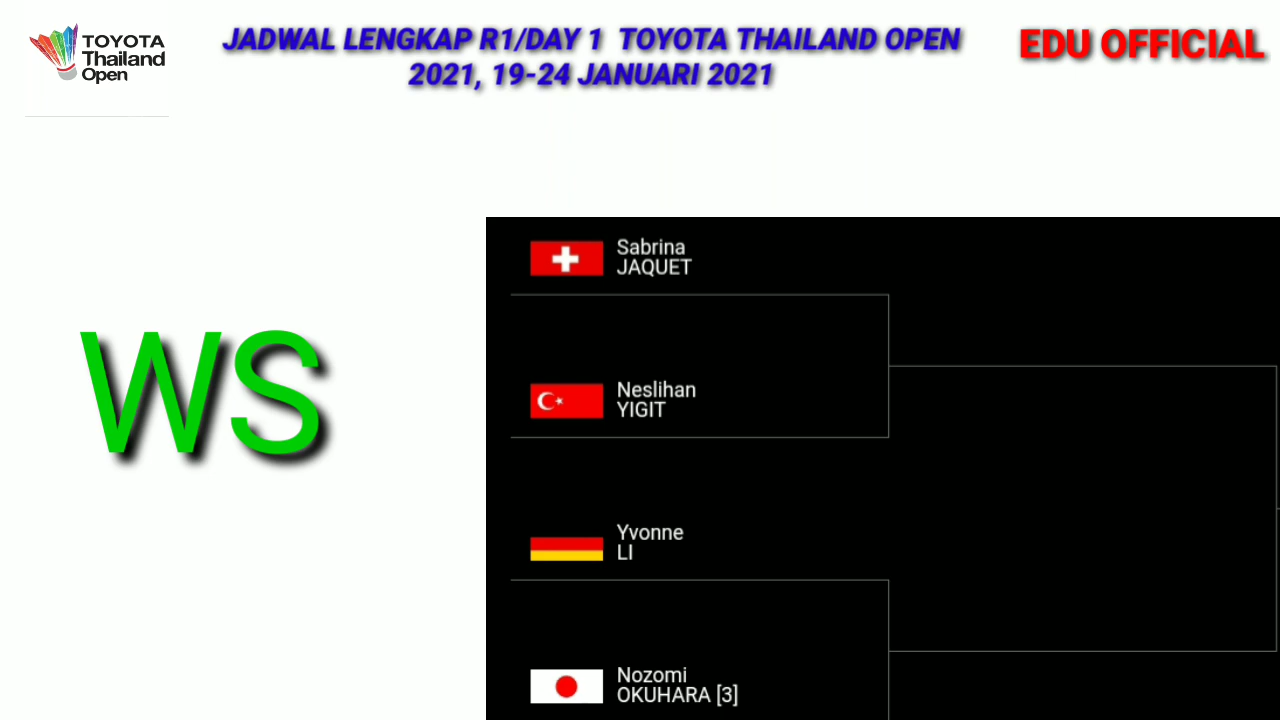 TOYOTA
Thailand
Open
JADWAL LENGKAP R1/DAY 1 TOYOTA THAILAND OPEN
2021, 19-24 JANUARI 2021
EDU OFFICIAL
WS
Sabrina
JAQUET
Neslihan
YIGIT
Yvonne
LI
Nozomi
OKUHARA [3]